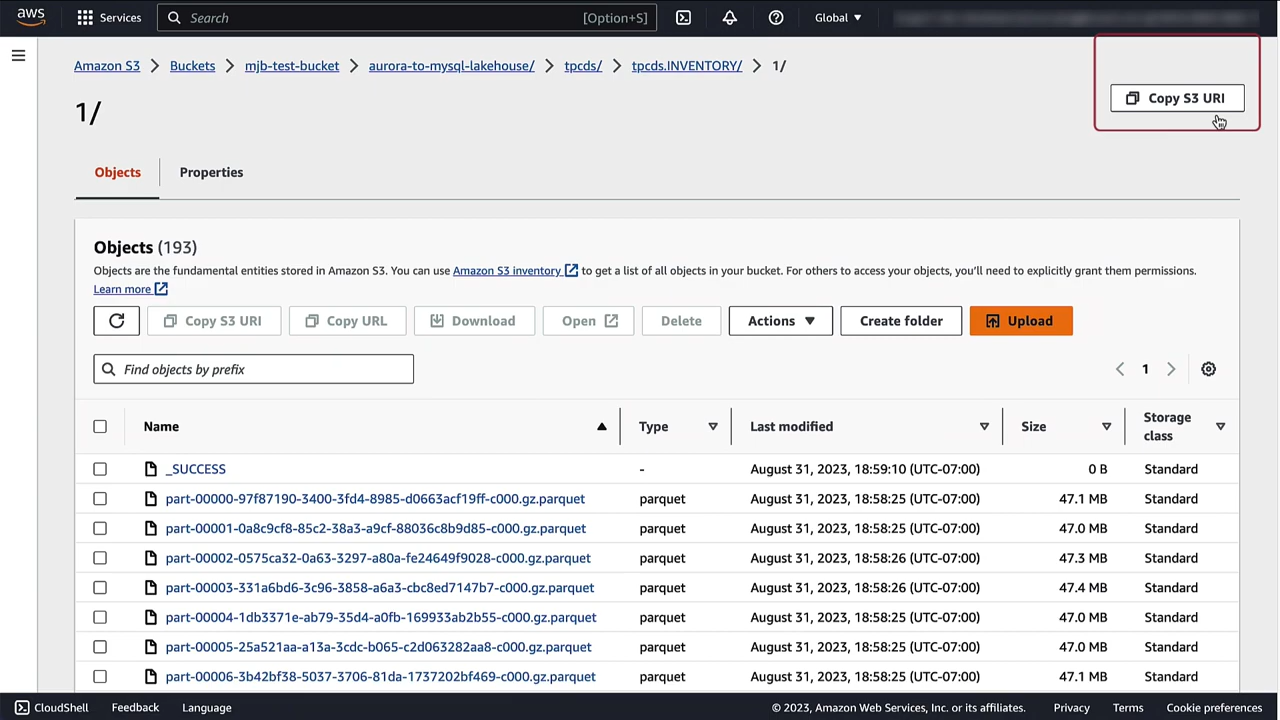 aws Services Search [Option+S] Global
Amazon S3 Buckets mjb-test-bucket aurora-to-mysql-lakehouse/ tpcds/ tpcds.INVENTORY/ 1/
1/
Copy S3 URI
Objects Properties
Objects (193)
Objects are the fundamental entities stored in Amazon S3. You can use Amazon S3 inventory to get a list of all objects in your bucket. For others to access your objects, you'll need to explicitly grant them permissions.
Learn more
Copy S3 URI Copy URL Download Open Delete Actions Create folder Upload
Find objects by prefix 1
Name Type Last modified Size Storage class
_SUCCESS - August 31, 2023, 18:59:10 (UTC-07:00) 0 B Standard
part-00000-97f87190-3400-3fd4-8985-d0663acf19ff-c000.gz.parquet parquet August 31, 2023, 18:58:25 (UTC-07:00) 47.1 MB Standard
part-00001-0a8c9cf8-85c2-38a3-a9cf-88036c8b9d85-c000.gz.parquet parquet August 31, 2023, 18:58:25 (UTC-07:00) 47.0 MB Standard
part-00002-0575ca32-0a63-3297-a80a-fe24649f9028-c000.gz.parquet parquet August 31, 2023, 18:58:26 (UTC-07:00) 47.3 MB Standard
part-00003-331a6bd6-3c96-3858-a6a3-cbc8ed7147b7-c000.gz.parquet parquet August 31, 2023, 18:58:26 (UTC-07:00) 47.4 MB Standard
part-00004-1db3371e-ab79-35d4-a0fb-169933ab2b55-c000.gz.parquet parquet August 31, 2023, 18:58:25 (UTC-07:00) 47.0 MB Standard
part-00005-25a521aa-a13a-3cdc-b065-c2d063282aa8-c000.gz.parquet parquet August 31, 2023, 18:58:25 (UTC-07:00) 47.0 MB Standard
part-00006-3b42bf38-5037-3706-81da-1737202bf469-c000.gz.parquet parquet August 31, 2023, 18:58:25 (UTC-07:00) 47.1 MB Standard
CloudShell Feedback Language © 2023, Amazon Web Services, Inc. or its affiliates. Privacy Terms Cookie preferences